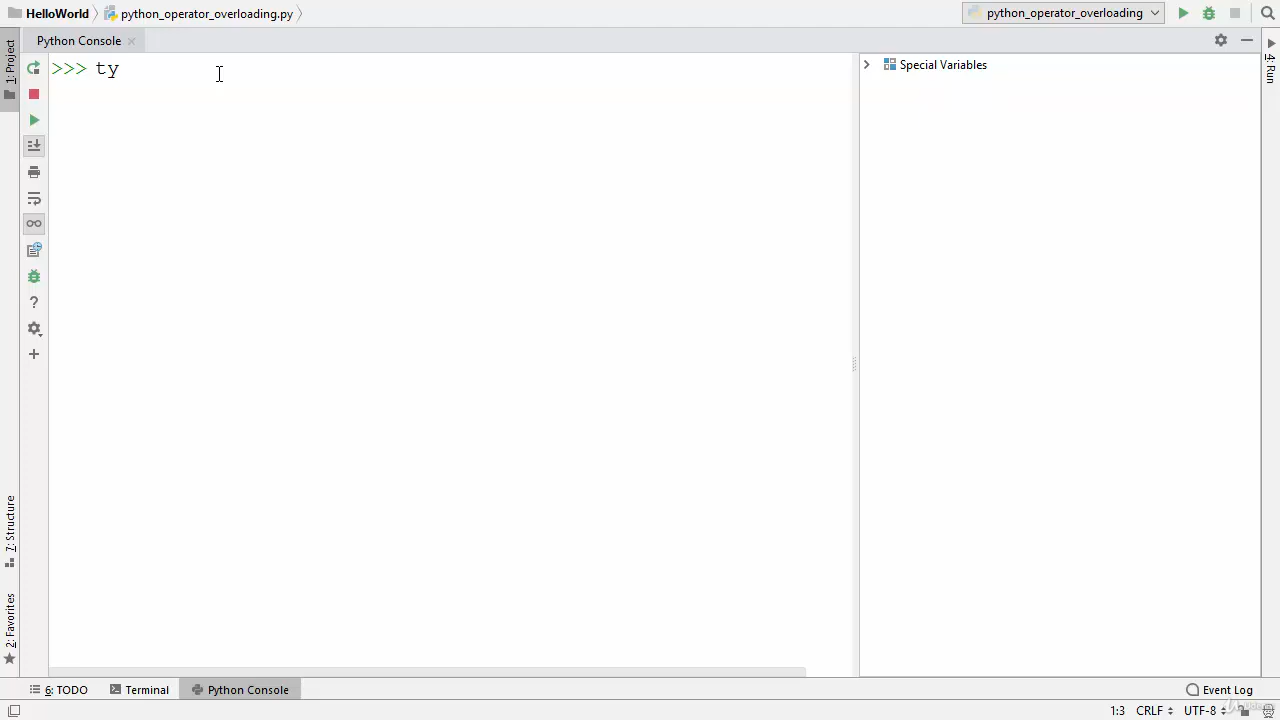 HelloWorld python_operator_overloading.py python_operator_overloading
Python Console
>>> ty
Special Variables
1: Project
4: Run
?
7: Structure
2: Favorites
6: TODO Terminal Python Console Event Log
1:3 CRLF UTF-8